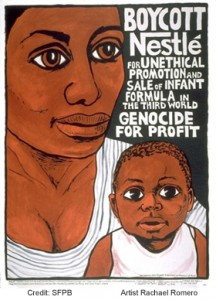 BOYCOTT
Nestlé
FOR UNETHICAL
PROMOTION AND
SALE OF INFANT
FORMULA IN
THE THIRD WORLD
GENOCIDE
FOR PROFIT
Credit: SFPB Artist Rachael Romero